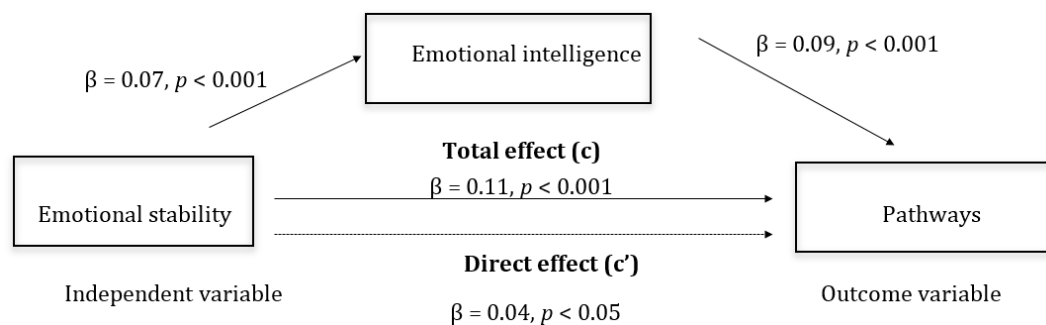 Emotional intelligence
β = 0.09, p < 0.001
β = 0.07, p < 0.001
Total effect (c)
β = 0.11, p < 0.001
Emotional stability
Pathways
Direct effect (c’)
Independent variable
Outcome variable
β = 0.04, p < 0.05